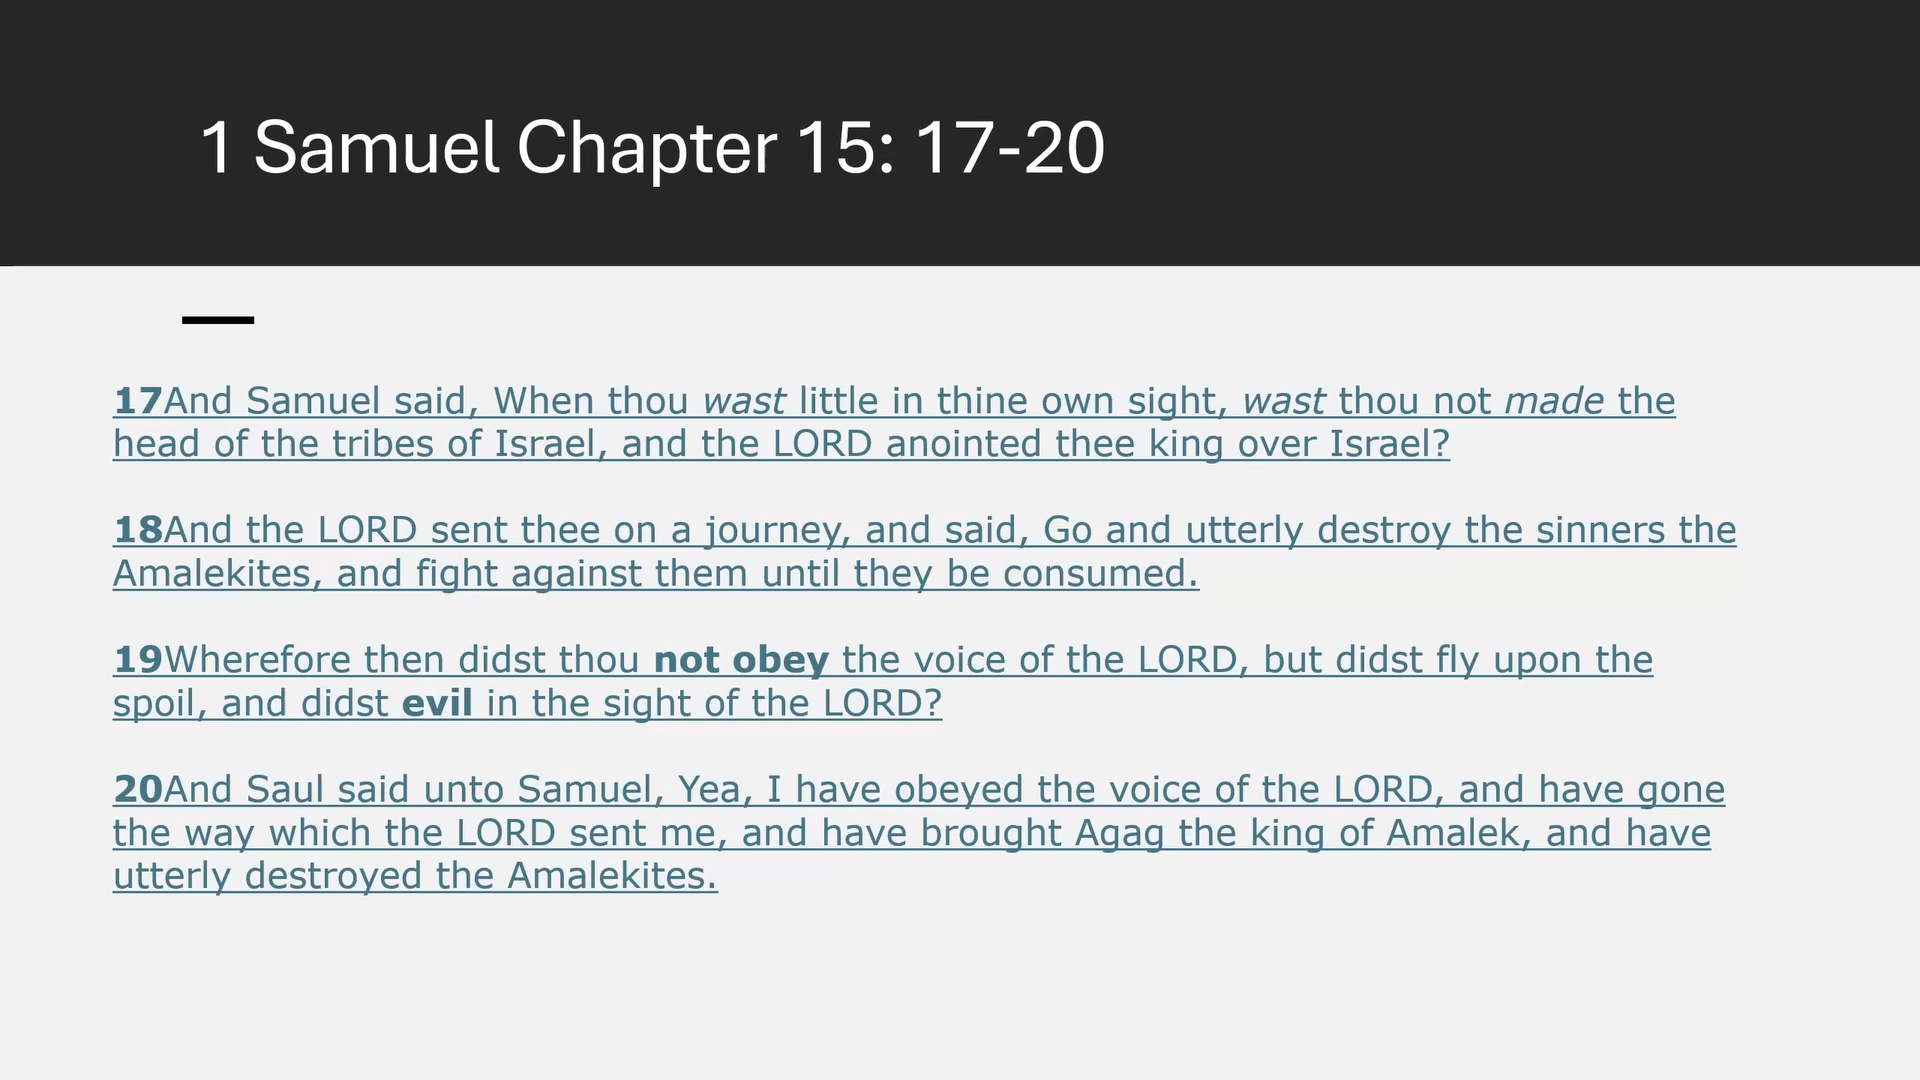 1 Samuel Chapter 15: 17-20
17And Samuel said, When thou wast little in thine own sight, wast thou not made the
head of the tribes of Israel, and the LORD anointed thee king over Israel?
18And the LORD sent thee on a journey, and said, Go and utterly destroy the sinners the
Amalekites, and fight against them until they be consumed.
19Wherefore then didst thou not obey the voice of the LORD, but didst fly upon the
spoil, and didst evil in the sight of the LORD?
20And Saul said unto Samuel, Yea, I have obeyed the voice of the LORD, and have gone
the way which the LORD sent me, and have brought Agag the king of Amalek, and have
utterly destroyed the Amalekites.